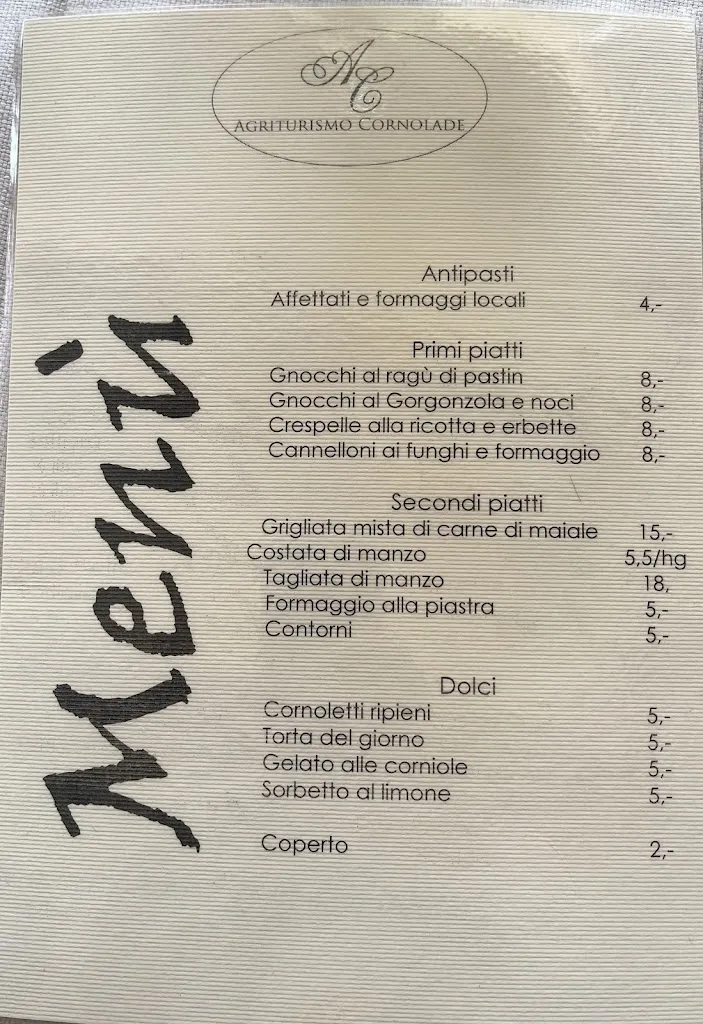 AC
AGRITURISMO CORNOLADE
Menù
Antipasti
Affettati e formaggi locali 4,-
Primi piatti
Gnocchi al ragù di pastin 8,-
Gnocchi al Gorgonzola e noci 8,-
Crespelle alla ricotta e erbette 8,-
Cannelloni ai funghi e formaggio 8,-
Secondi piatti
Grigliata mista di carne di maiale 15,-
Costata di manzo 5,5/hg
Tagliata di manzo 18,
Formaggio alla piastra 5,-
Contorni 5,-
Dolci
Cornoletti ripieni 5,-
Torta del giorno 5,-
Gelato alle corniole 5,-
Sorbetto al limone 5,-
Coperto 2,-